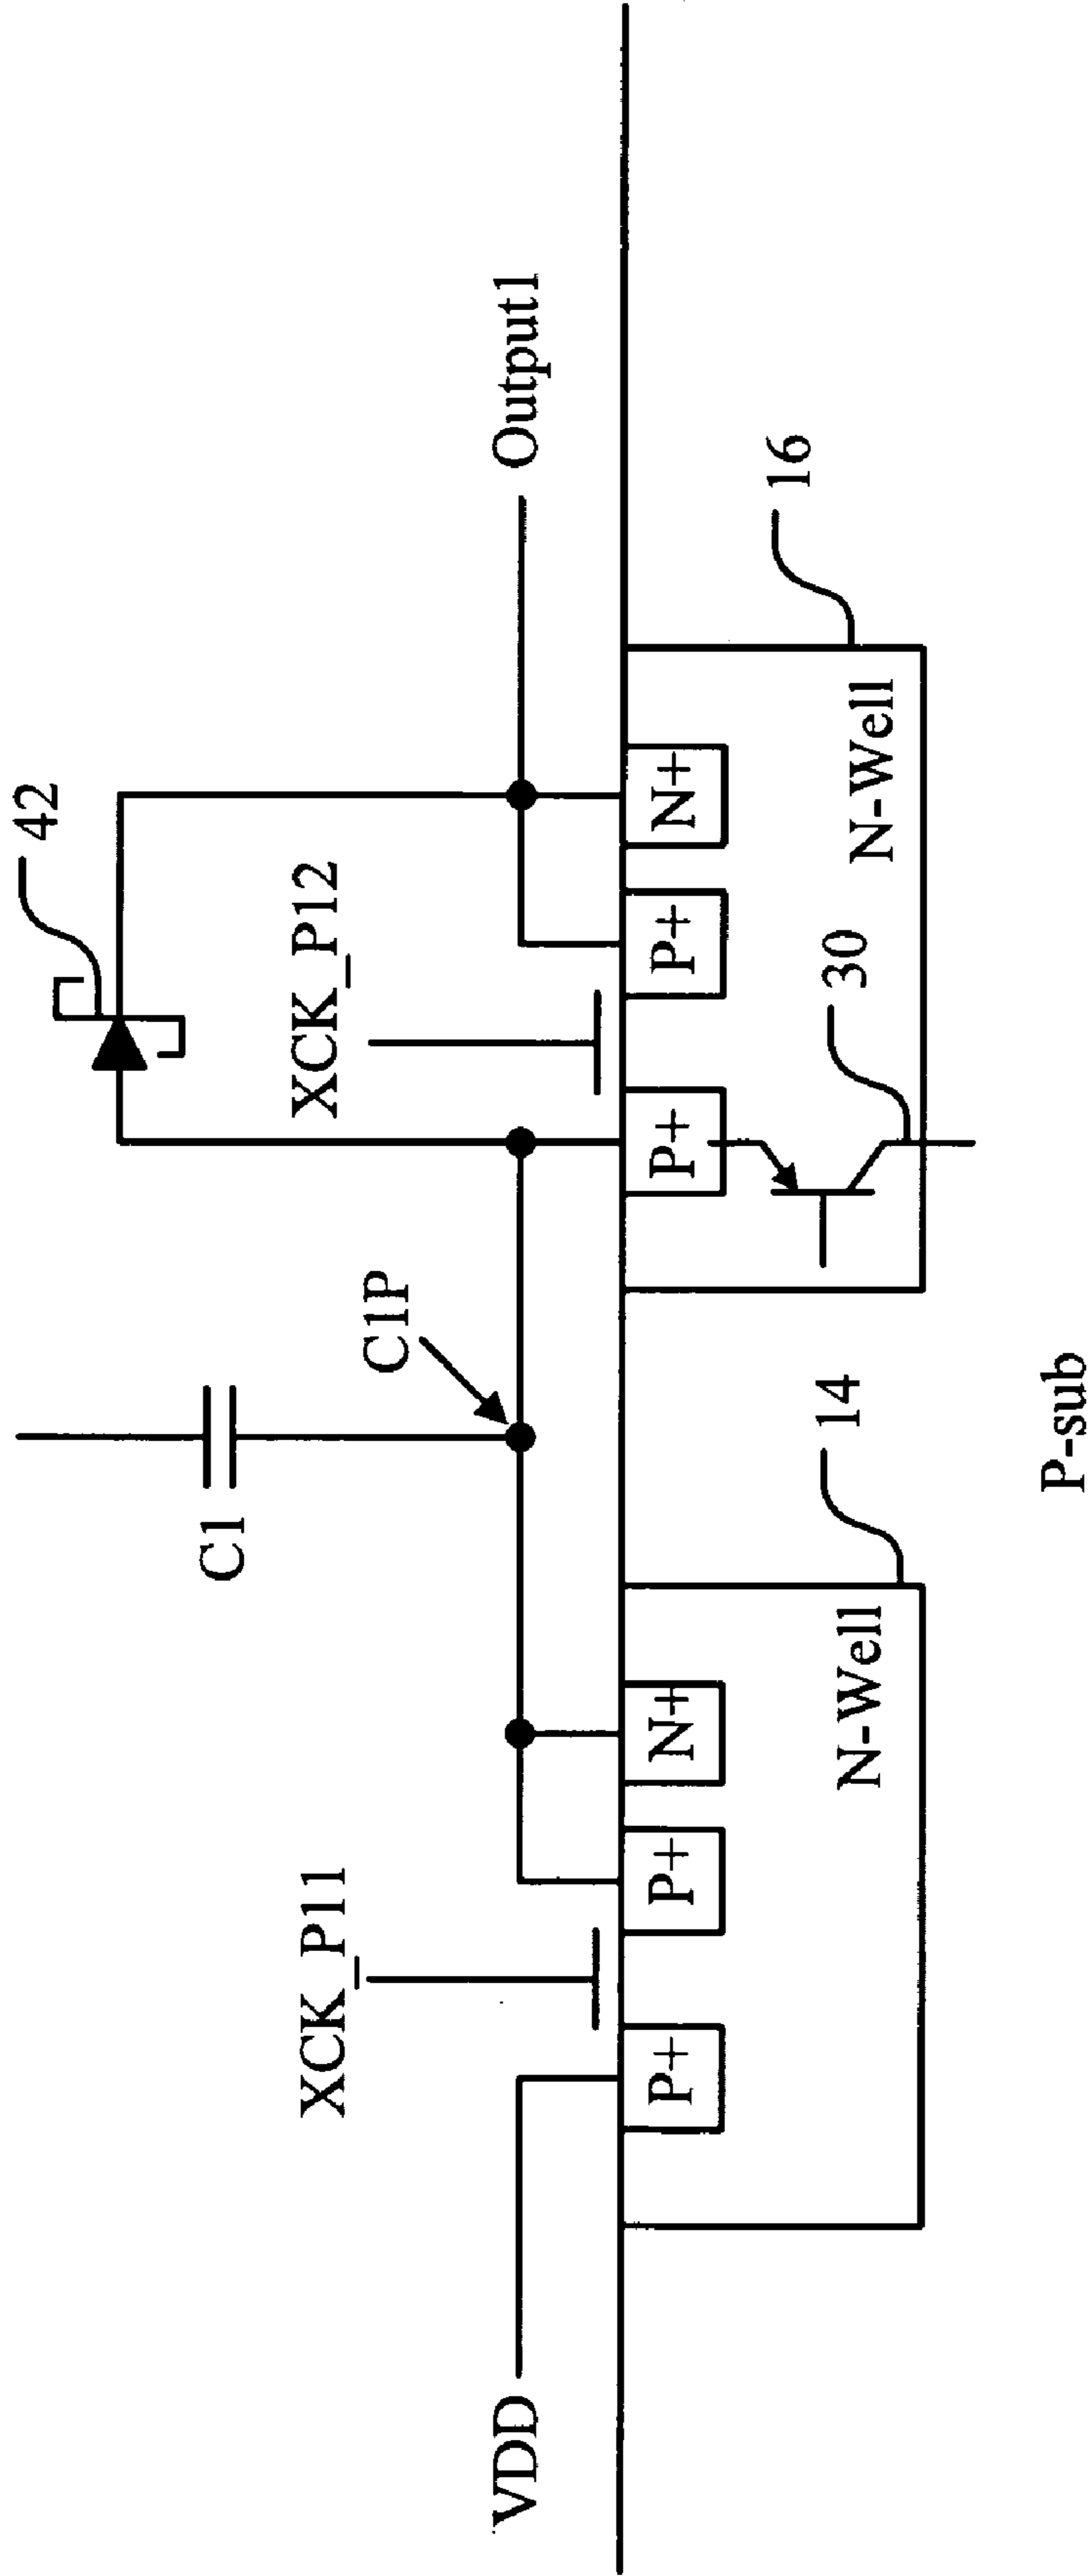 42
C1
C1P
XCK_P11
XCK_P12
VDD
Output1
P+
P+
N+
P+
P+
N+
N-Well
14
30
N-Well
16
P-sub